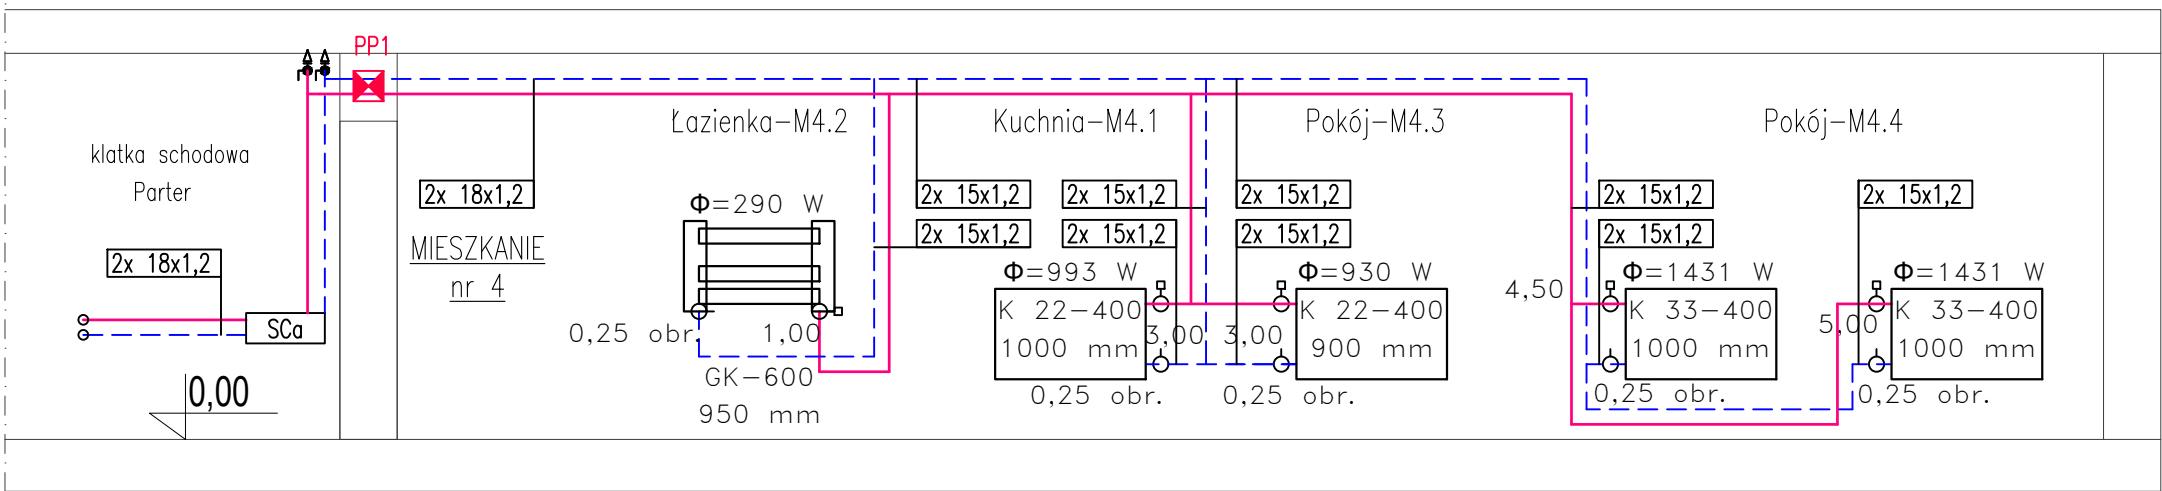 PP1
Łazienka-M4.2
Kuchnia-M4.1
Pokój-M4.3
Pokój-M4.4
klatka schodowa
Parter
2x 18x1,2
Φ=290 W
2x 15x1,2
2x 15x1,2
2x 15x1,2
2x 15x1,2
2x 15x1,2
2x 15x1,2
2x 15x1,2
2x 15x1,2
2x 15x1,2
MIESZKANIE
nr 4
2x 18x1,2
Φ=993 W
Φ=930 W
Φ=1431 W
Φ=1431 W
4,50
SCa
0,25 obr.
1,00
K 22-400
1000 mm
3,00
3,00
K 22-400
900 mm
K 33-400
1000 mm
5,00
K 33-400
1000 mm
GK-600
950 mm
0,25 obr.
0,25 obr.
0,25 obr.
0,25 obr.
0,00